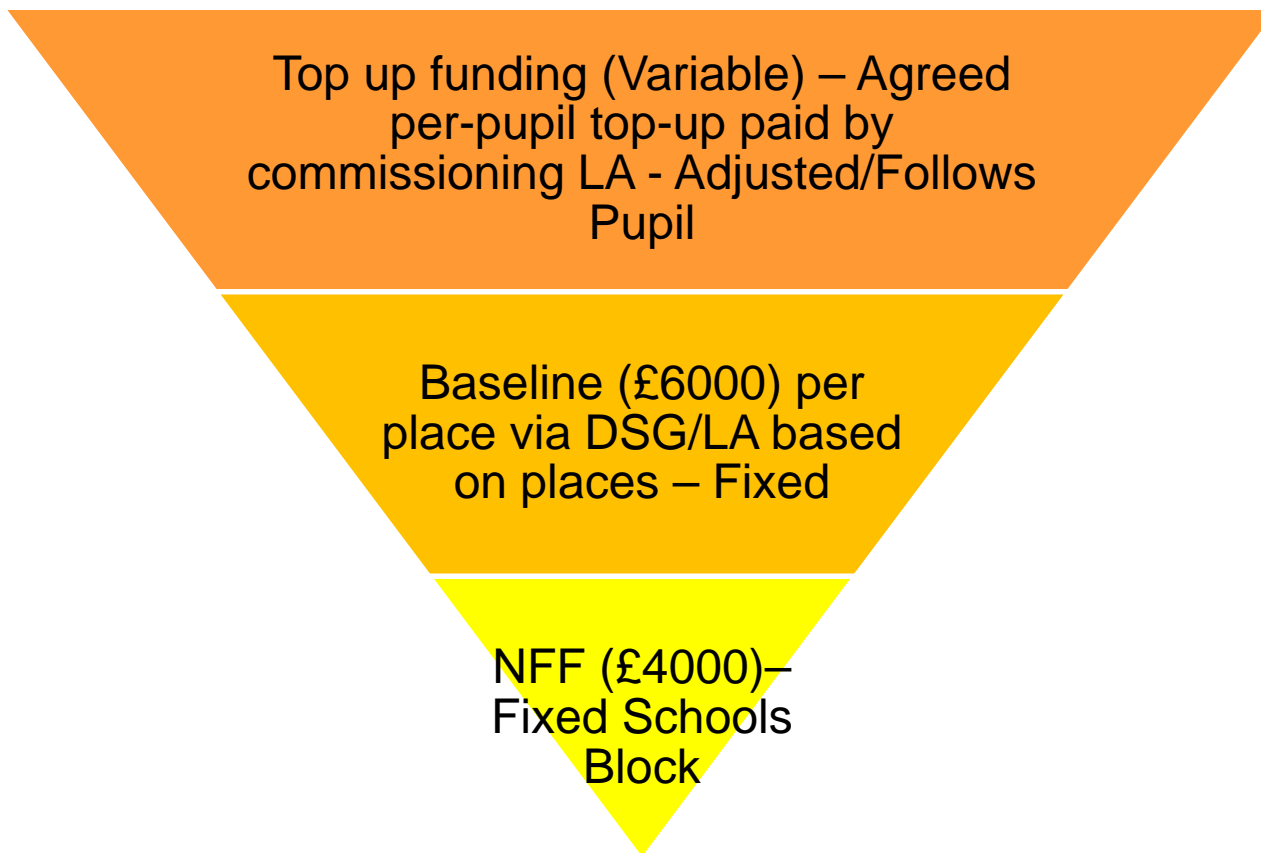 Top up funding (Variable) – Agreed
per-pupil top-up paid by
commissioning LA - Adjusted/Follows
Pupil
Baseline (£6000) per
place via DSG/LA based
on places – Fixed
NFF (£4000)–
Fixed Schools
Block